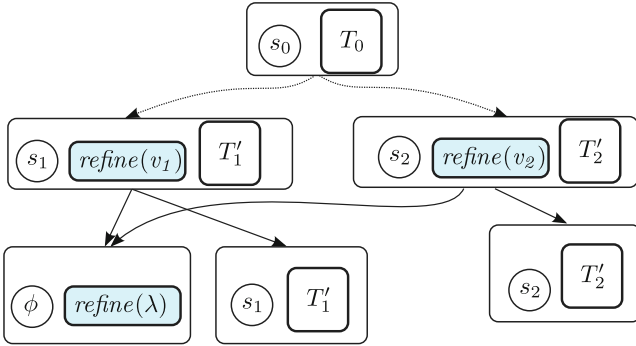 s₀ T₀
s₁ refine(v₁) T′₁
s₂ refine(v₂) T′₂
ϕ refine(λ)
s₁ T′₁
s₂ T′₂